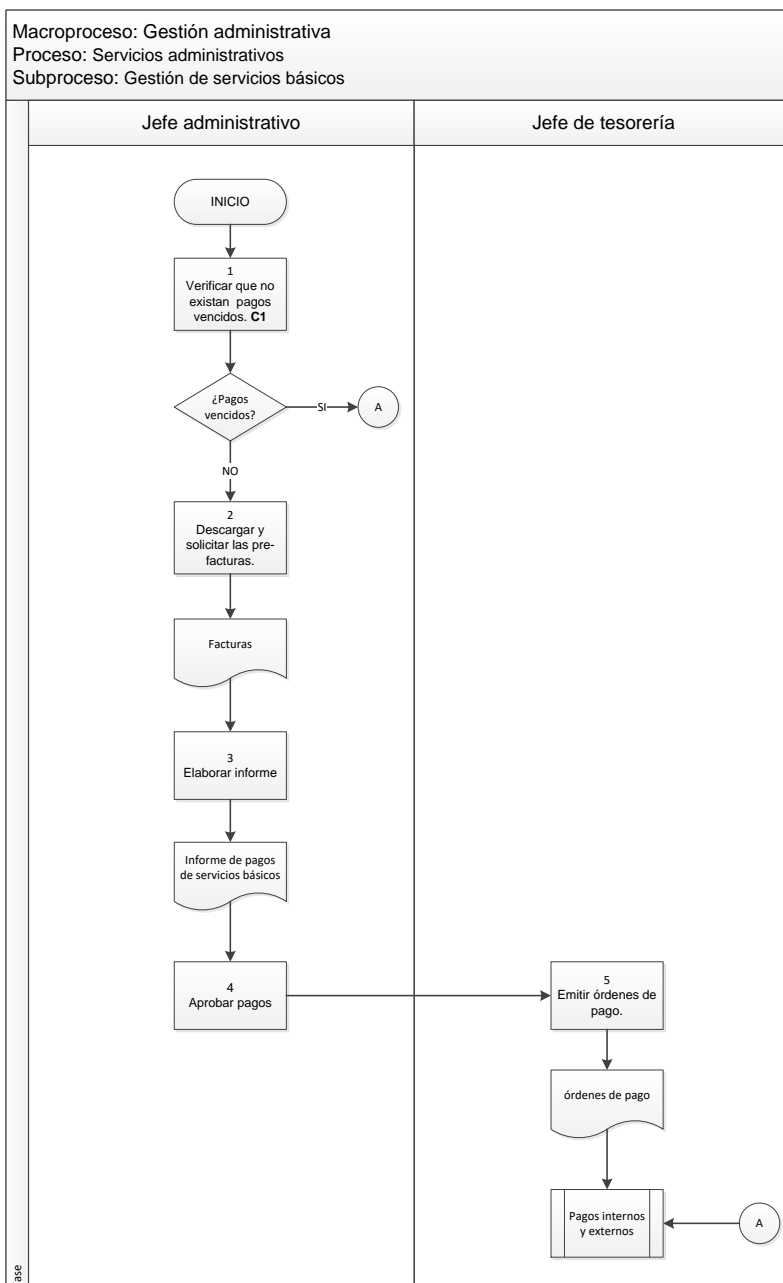 Macroproceso: Gestión administrativa
Proceso: Servicios administrativos
Subproceso: Gestión de servicios básicos
Jefe administrativo
Jefe de tesorería
INICIO
1
Verificar que no
existan pagos
vencidos. C1
¿Pagos
vencidos?
SI
A
NO
2
Descargar y
solicitar las pre-
facturas.
Facturas
3
Elaborar informe
Informe de pagos
de servicios básicos
4
Aprobar pagos
5
Emitir órdenes de
pago.
órdenes de pago
Pagos internos
y externos
A
ase